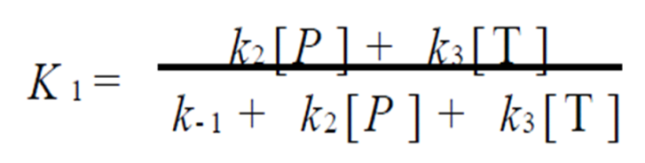 k2[P] + k3[T]
K1 =
k-1 + k2[P] + k3[T]